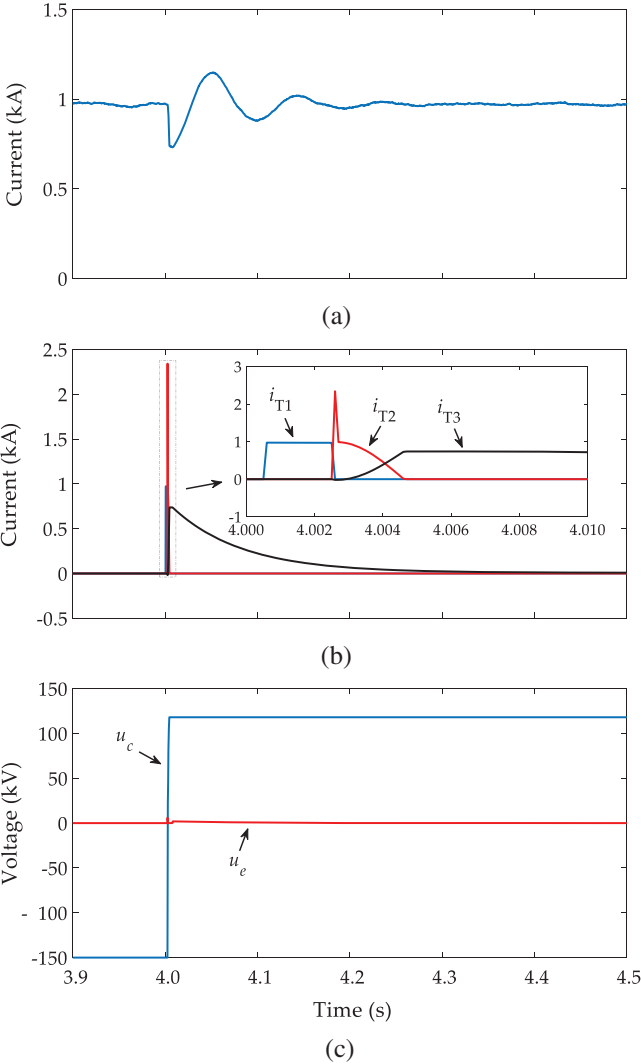 1.5
1
0.5
0
Current (kA)
(a)
2.5
2
1.5
1
0.5
0
-0.5
Current (kA)
3
2
1
0
-1
4.000 4.002 4.004 4.006 4.008 4.010
iT1
iT2
iT3
(b)
150
100
50
0
-50
- 100
-150
Voltage (kV)
uc
ue
3.9 4.0 4.1 4.2 4.3 4.4 4.5
Time (s)
(c)